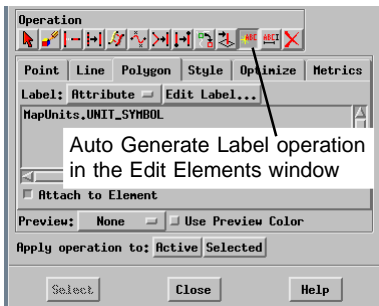 Operation
ABC ABC
Point Line Polygon Style Optimize Metrics
Label: Attribute Edit Label...
MapUnits.UNIT_SYMBOL
Auto Generate Label operation
in the Edit Elements window
Attach to Element
Preview: None Use Preview Color
Apply operation to: Active Selected
Select Close Help